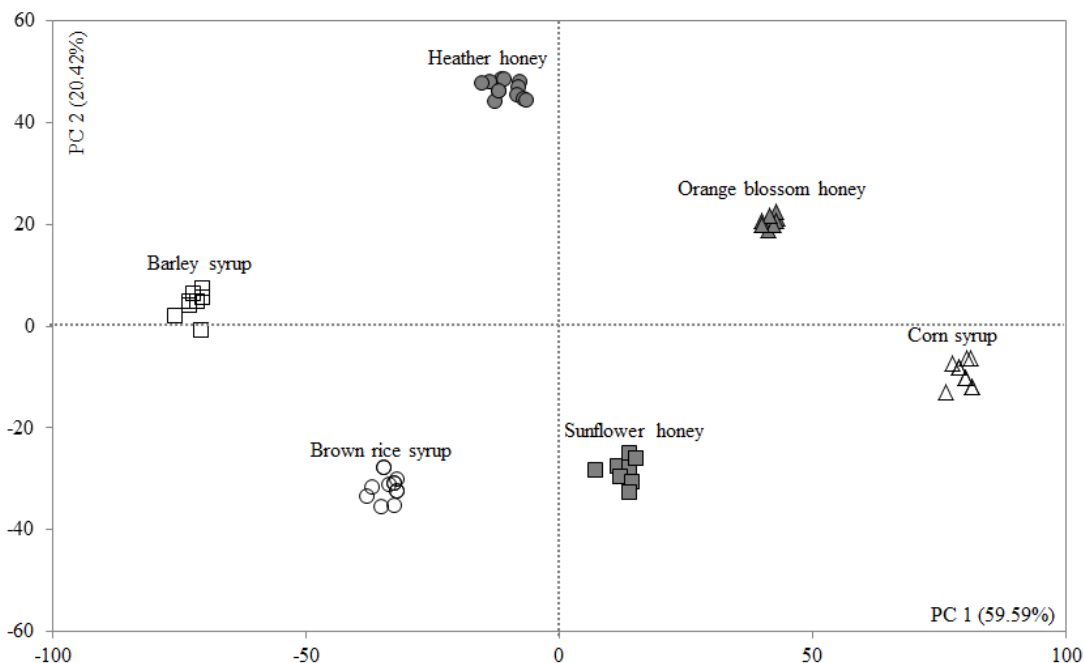 60
40
20
0
-20
-40
-60
PC 2 (20.42%)
Heather honey
Orange blossom honey
Barley syrup
Corn syrup
Sunflower honey
Brown rice syrup
PC 1 (59.59%)
-100
-50
0
50
100